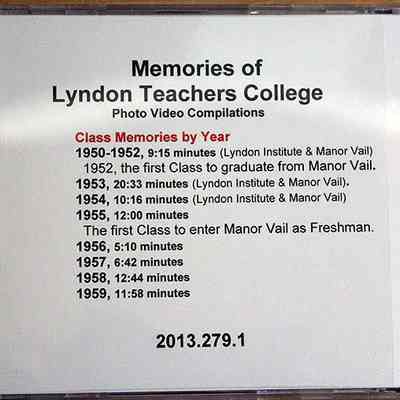 Memories of
Lyndon Teachers College
Photo Video Compilations
Class Memories by Year
1950-1952, 9:15 minutes (Lyndon Institute & Manor Vail)
1952, the first Class to graduate from Manor Vail.
1953, 20:33 minutes (Lyndon Institute & Manor Vail).
1954, 10:16 minutes (Lyndon Institute & Manor Vail)
1955, 12:00 minutes
The first Class to enter Manor Vail as Freshman.
1956, 5:10 minutes
1957, 6:42 minutes
1958, 12:44 minutes
1959, 11:58 minutes
2013.279.1